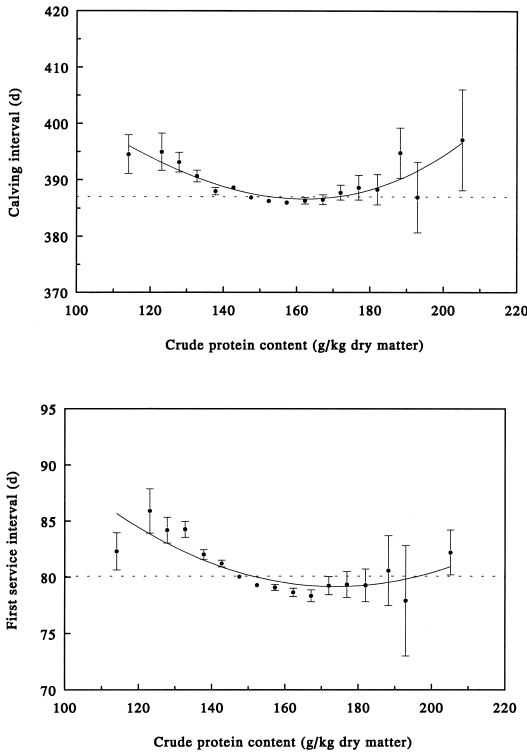 420
410
400
390
380
370
Calving interval (d)
100 120 140 160 180 200 220
Crude protein content (g/kg dry matter)
95
90
85
80
75
70
First service interval (d)
100 120 140 160 180 200 220
Crude protein content (g/kg dry matter)